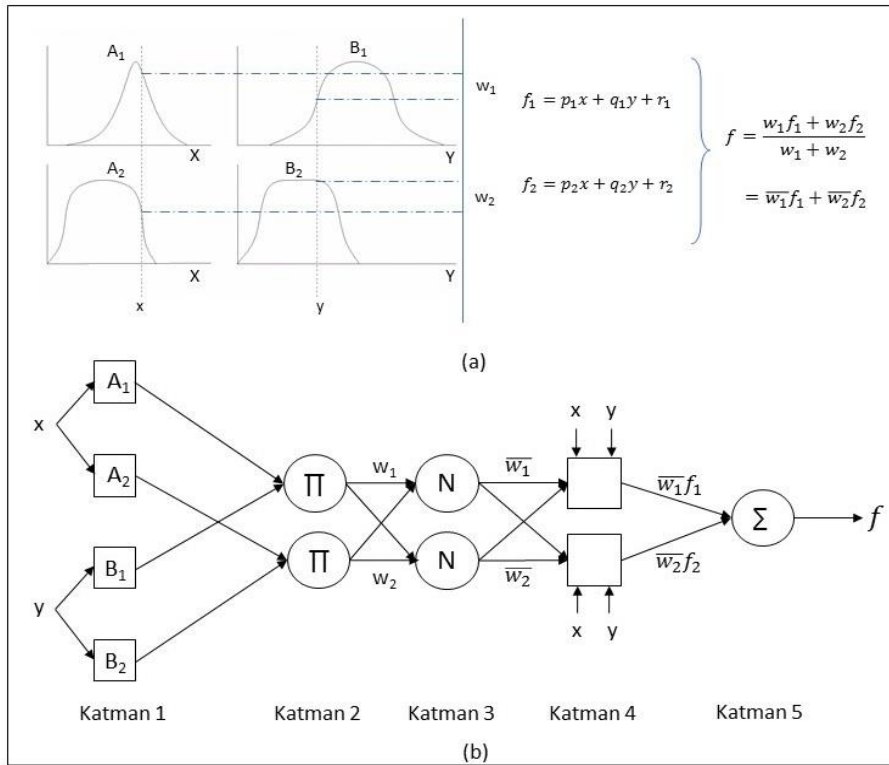 A₁
B₁
w₁
f₁ = p₁x + q₁y + r₁
f = (w₁f₁ + w₂f₂) / (w₁ + w₂)
X
Y
A₂
B₂
w₂
f₂ = p₂x + q₂y + r₂
= w̅₁f₁ + w̅₂f₂
X
Y
x
y
(a)
A₁
x
A₂
B₁
y
B₂
∏
∏
w₁
w₂
N
N
w̅₁
w̅₂
x y
x y
w̅₁f₁
w̅₂f₂
Σ
f
Katman 1
Katman 2
Katman 3
Katman 4
Katman 5
(b)